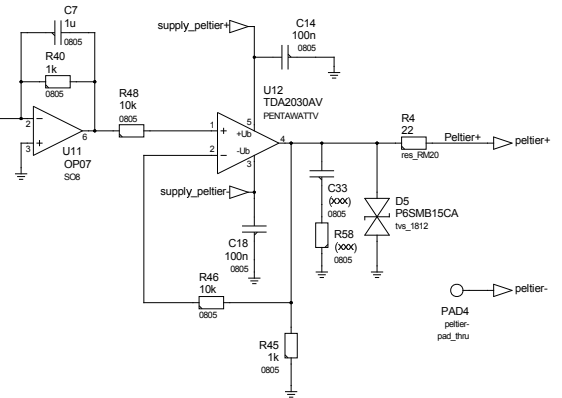 C7
1u
0805
R40
1k
0805
2
3
6
U11
OP07
SO8
R48
10k
0805
supply_peltier+
C14
100n
0805
U12
TDA2030AV
PENTAWATTV
1
2
5
+Ub
-Ub
3
4
supply_peltier-
C18
100n
0805
R46
10k
0805
R45
1k
0805
C33
(xxx)
0805
R58
(xxx)
0805
D5
P6SMB15CA
tvs_1812
R4
22
res_RM20
Peltier+
peltier+
peltier-
PAD4
peltier-
pad_thru